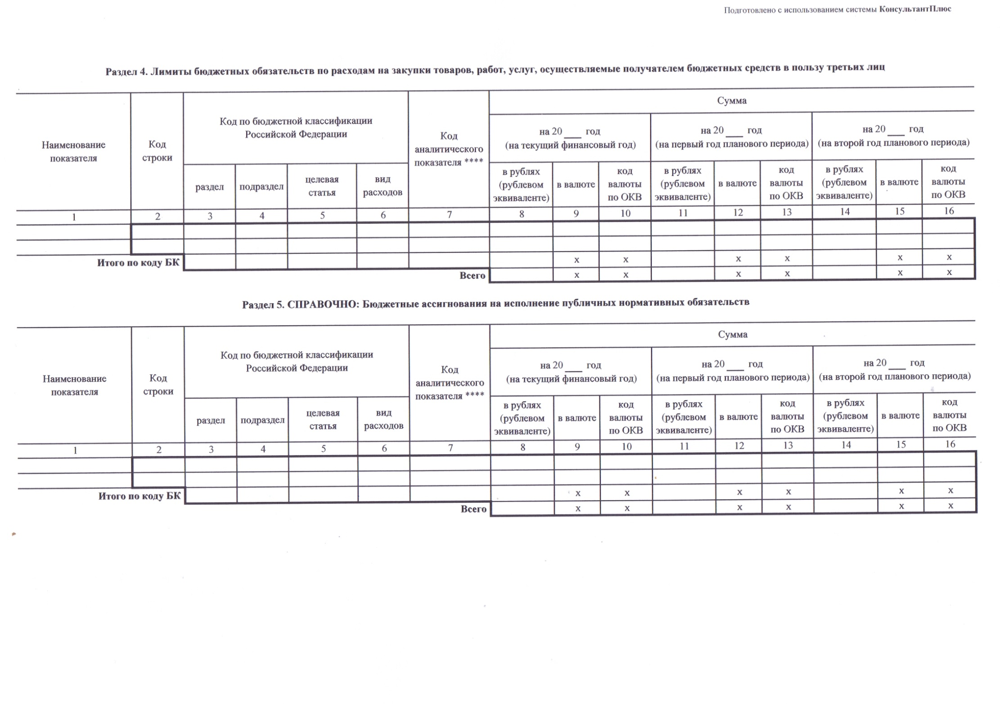 Подготовлено с использованием системы КонсультантПлюс
Раздел 4. Лимиты бюджетных обязательств по расходам на закупки товаров, работ, услуг, осуществляемые получателем бюджетных средств в пользу третьих лиц
Наименование
показателя
Код
строки
Код по бюджетной классификации
Российской Федерации
раздел
подраздел
целевая
статья
вид
расходов
Код
аналитического
показателя ****
Сумма
на 20 ___ год
(на текущий финансовый год)
на 20 ___ год
(на первый год планового периода)
на 20 ___ год
(на второй год планового периода)
в рублях
(рублевом
эквиваленте)
в валюте
код
валюты
по ОКВ
в рублях
(рублевом
эквиваленте)
в валюте
код
валюты
по ОКВ
в рублях
(рублевом
эквиваленте)
в валюте
код
валюты
по ОКВ
1 2 3 4 5 6 7 8 9 10 11 12 13 14 15 16
Итого по коду БК x x x x x x
Всего x x x x x x
Раздел 5. СПРАВОЧНО: Бюджетные ассигнования на исполнение публичных нормативных обязательств
Наименование
показателя
Код
строки
Код по бюджетной классификации
Российской Федерации
раздел
подраздел
целевая
статья
вид
расходов
Код
аналитического
показателя ****
Сумма
на 20 ___ год
(на текущий финансовый год)
на 20 ___ год
(на первый год планового периода)
на 20 ___ год
(на второй год планового периода)
в рублях
(рублевом
эквиваленте)
в валюте
код
валюты
по ОКВ
в рублях
(рублевом
эквиваленте)
в валюте
код
валюты
по ОКВ
в рублях
(рублевом
эквиваленте)
в валюте
код
валюты
по ОКВ
1 2 3 4 5 6 7 8 9 10 11 12 13 14 15 16
Итого по коду БК x x x x x x
Всего x x x x x x